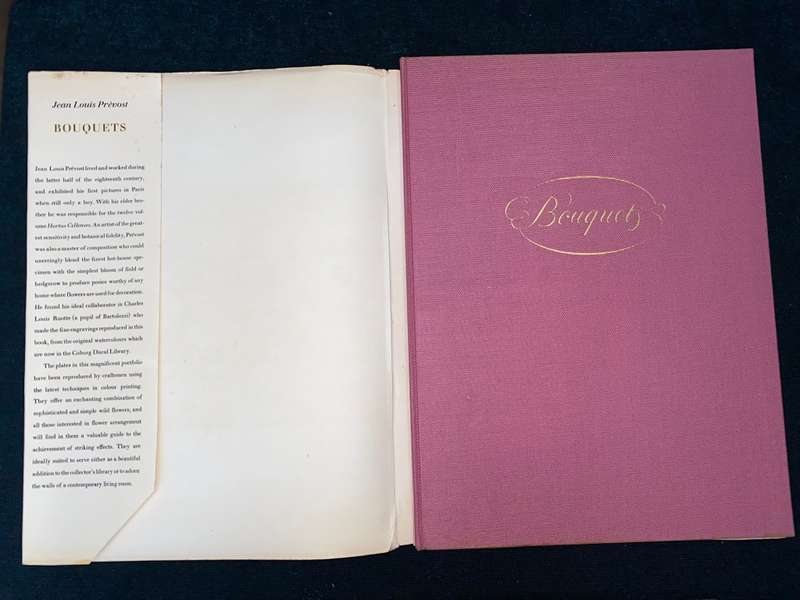 Jean Louis Prévost
BOUQUETS
Jean Louis Prévost lived and worked during
the latter half of the eighteenth century,
and exhibited his first pictures in Paris
when still only a boy. With his elder bro-
ther he was responsible for the twelve vol-
ume Hortus Cellensus. An artist of the great-
est sensitivity and botanical fidelity, Prévost
was also a master of composition who could
unerringly blend the finest hot-house spe-
cimen with the simplest bloom of field or
hedgerow to produce posies worthy of any
home where flowers are used for decoration.
He found his ideal collaborator in Charles
Louis Ruotte (a pupil of Bartolozzi) who
made the fine engravings reproduced in this
book, from the original watercolours which
are now in the Coburg Ducal Library.
The plates in this magnificent portfolio
have been reproduced by craftsmen using
the latest techniques in colour printing.
They offer an enchanting combination of
sophisticated and simple wild flowers, and
all those interested in flower arrangement
will find in them a valuable guide to the
achievement of striking effects. They are
ideally suited to serve either as a beautiful
addition to the collector's library or to adorn
the walls of a contemporary living room.
Bouquets